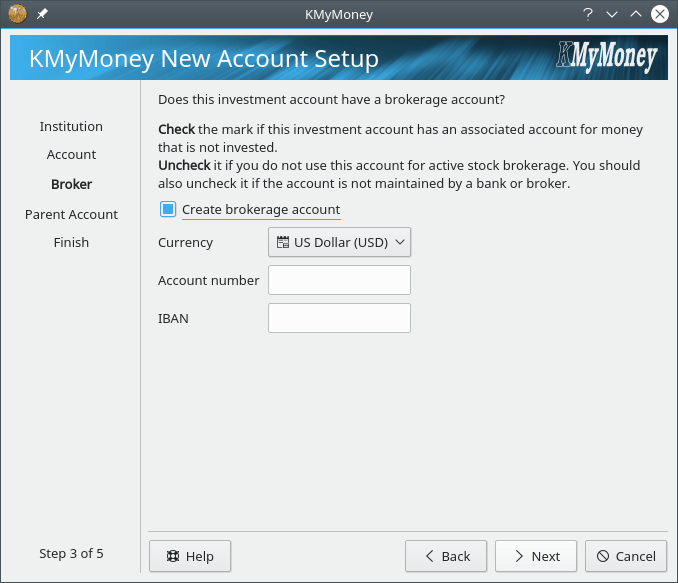 KMyMoney
KMyMoney New Account Setup
KMyMoney
Institution
Account
Broker
Parent Account
Finish
Step 3 of 5
Does this investment account have a brokerage account?
Check the mark if this investment account has an associated account for money
that is not invested.
Uncheck it if you do not use this account for active stock brokerage. You should
also uncheck it if the account is not maintained by a bank or broker.
Create brokerage account
Currency
US Dollar (USD)
Account number
IBAN
Help
Back
Next
Cancel